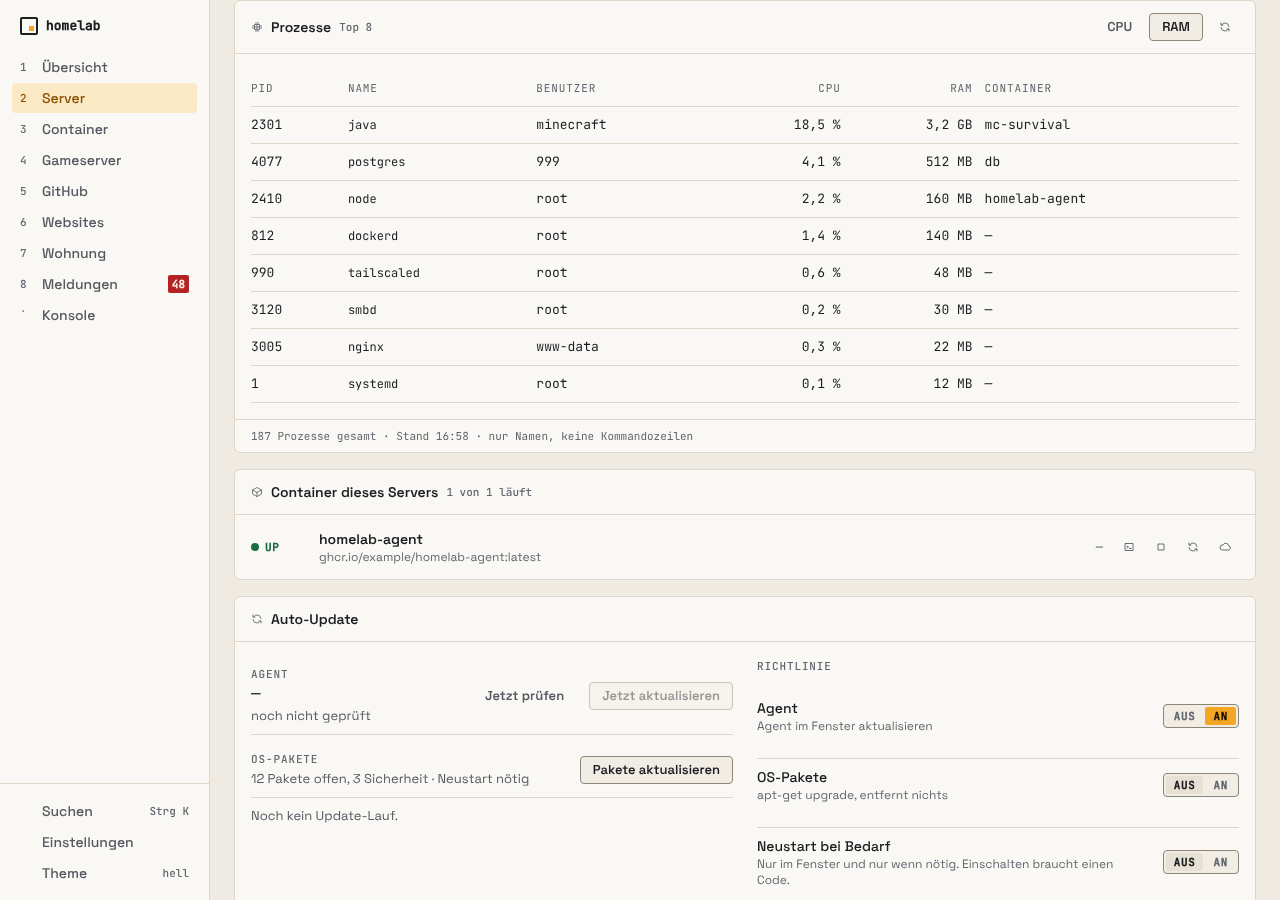 homelab
1 Übersicht
2 Server
3 Container
4 Gameserver
5 GitHub
6 Websites
7 Wohnung
8 Meldungen 48
` Konsole
Suchen Strg K
Einstellungen
Theme hell
Prozesse Top 8 CPU RAM
PID NAME BENUTZER CPU RAM CONTAINER
2301 java minecraft 18,5 % 3,2 GB mc-survival
4077 postgres 999 4,1 % 512 MB db
2410 node root 2,2 % 160 MB homelab-agent
812 dockerd root 1,4 % 140 MB —
990 tailscaled root 0,6 % 48 MB —
3120 smbd root 0,2 % 30 MB —
3005 nginx www-data 0,3 % 22 MB —
1 systemd root 0,1 % 12 MB —
187 Prozesse gesamt · Stand 16:58 · nur Namen, keine Kommandozeilen
Container dieses Servers 1 von 1 läuft
UP homelab-agent —
ghcr.io/example/homelab-agent:latest
Auto-Update
AGENT
—
noch nicht geprüft
Jetzt prüfen Jetzt aktualisieren
OS-PAKETE
12 Pakete offen, 3 Sicherheit · Neustart nötig
Pakete aktualisieren
Noch kein Update-Lauf.
RICHTLINIE
Agent
Agent im Fenster aktualisieren
AUS AN
OS-Pakete
apt-get upgrade, entfernt nichts
AUS AN
Neustart bei Bedarf
Nur im Fenster und nur wenn nötig. Einschalten braucht einen
Code.
AUS AN